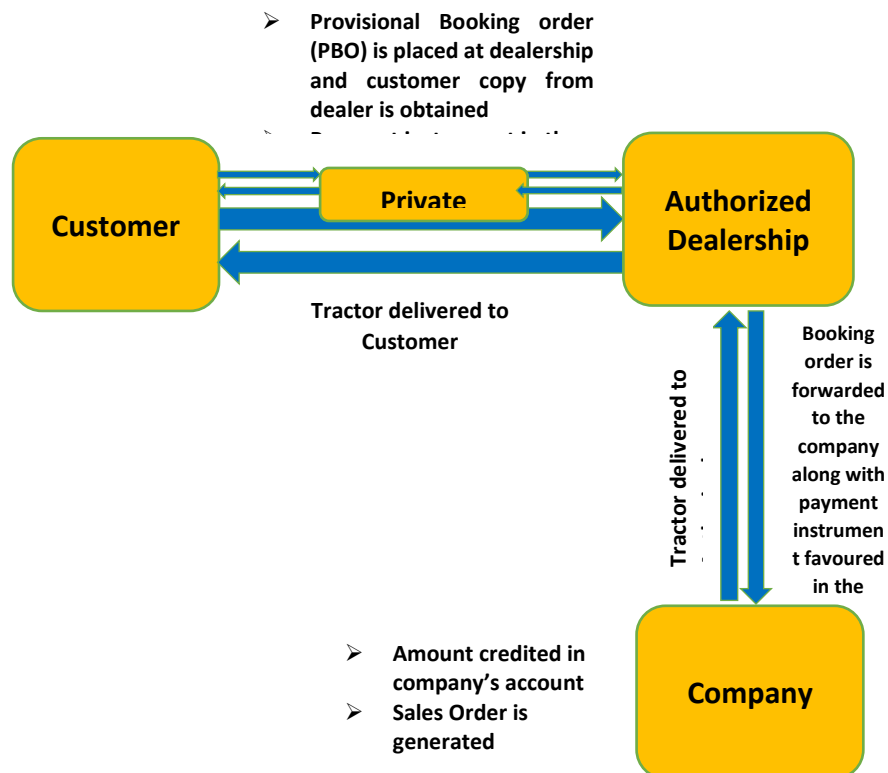 ➢ Provisional Booking order
(PBO) is placed at dealership
and customer copy from
dealer is obtained
Customer
Private
Authorized
Dealership
Tractor delivered to
Customer
Tractor delivered to
Booking
order is
forwarded
to the
company
along with
payment
instrumen
t favoured
in the
➢ Amount credited in
company's account
➢ Sales Order is
generated
Company